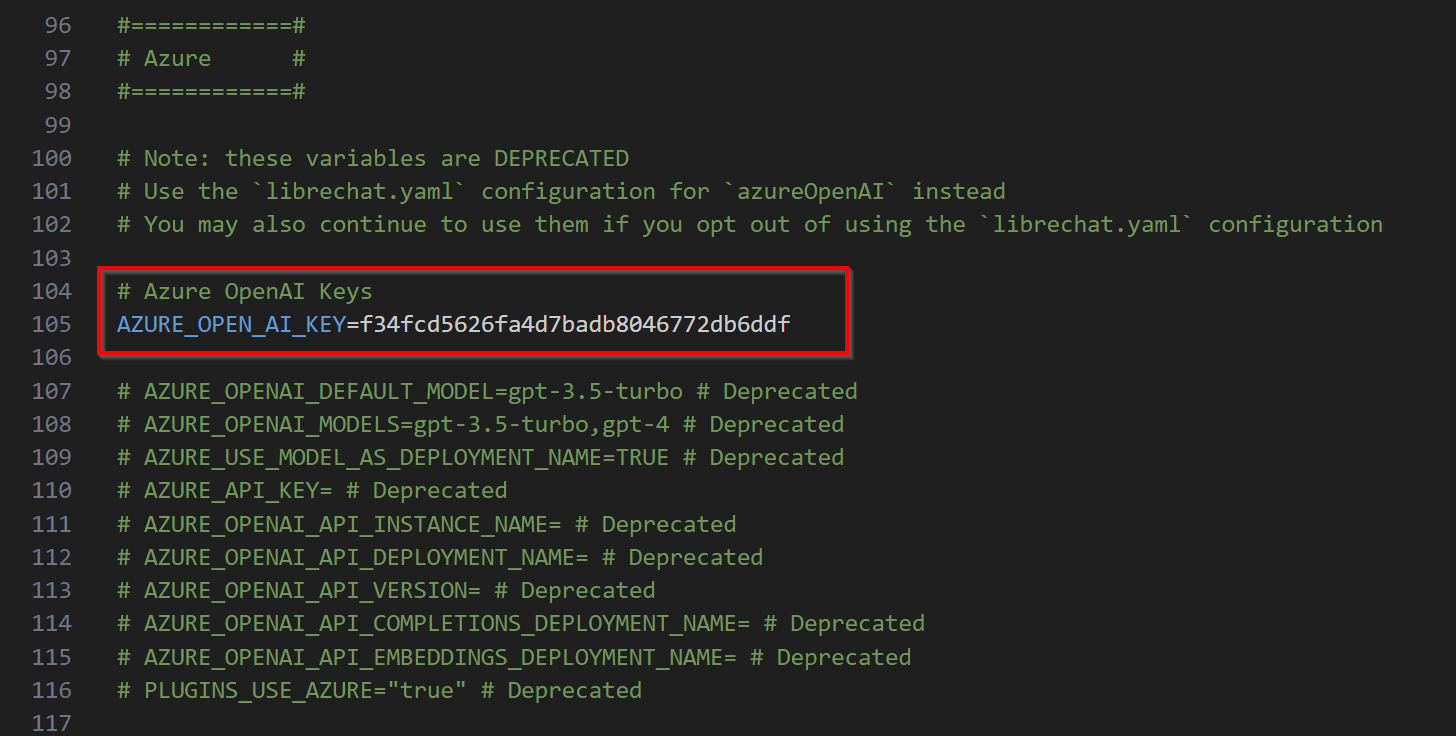 96 #============#
97 # Azure      #
98 #============#
99
100 # Note: these variables are DEPRECATED
101 # Use the `librechat.yaml` configuration for `azureOpenAI` instead
102 # You may also continue to use them if you opt out of using the `librechat.yaml` configuration
103
104 # Azure OpenAI Keys
105 AZURE_OPEN_AI_KEY=f34fcd5626fa4d7badb8046772db6ddf
106
107 # AZURE_OPENAI_DEFAULT_MODEL=gpt-3.5-turbo # Deprecated
108 # AZURE_OPENAI_MODELS=gpt-3.5-turbo,gpt-4 # Deprecated
109 # AZURE_USE_MODEL_AS_DEPLOYMENT_NAME=TRUE # Deprecated
110 # AZURE_API_KEY= # Deprecated
111 # AZURE_OPENAI_API_INSTANCE_NAME= # Deprecated
112 # AZURE_OPENAI_API_DEPLOYMENT_NAME= # Deprecated
113 # AZURE_OPENAI_API_VERSION= # Deprecated
114 # AZURE_OPENAI_API_COMPLETIONS_DEPLOYMENT_NAME= # Deprecated
115 # AZURE_OPENAI_API_EMBEDDINGS_DEPLOYMENT_NAME= # Deprecated
116 # PLUGINS_USE_AZURE="true" # Deprecated
117